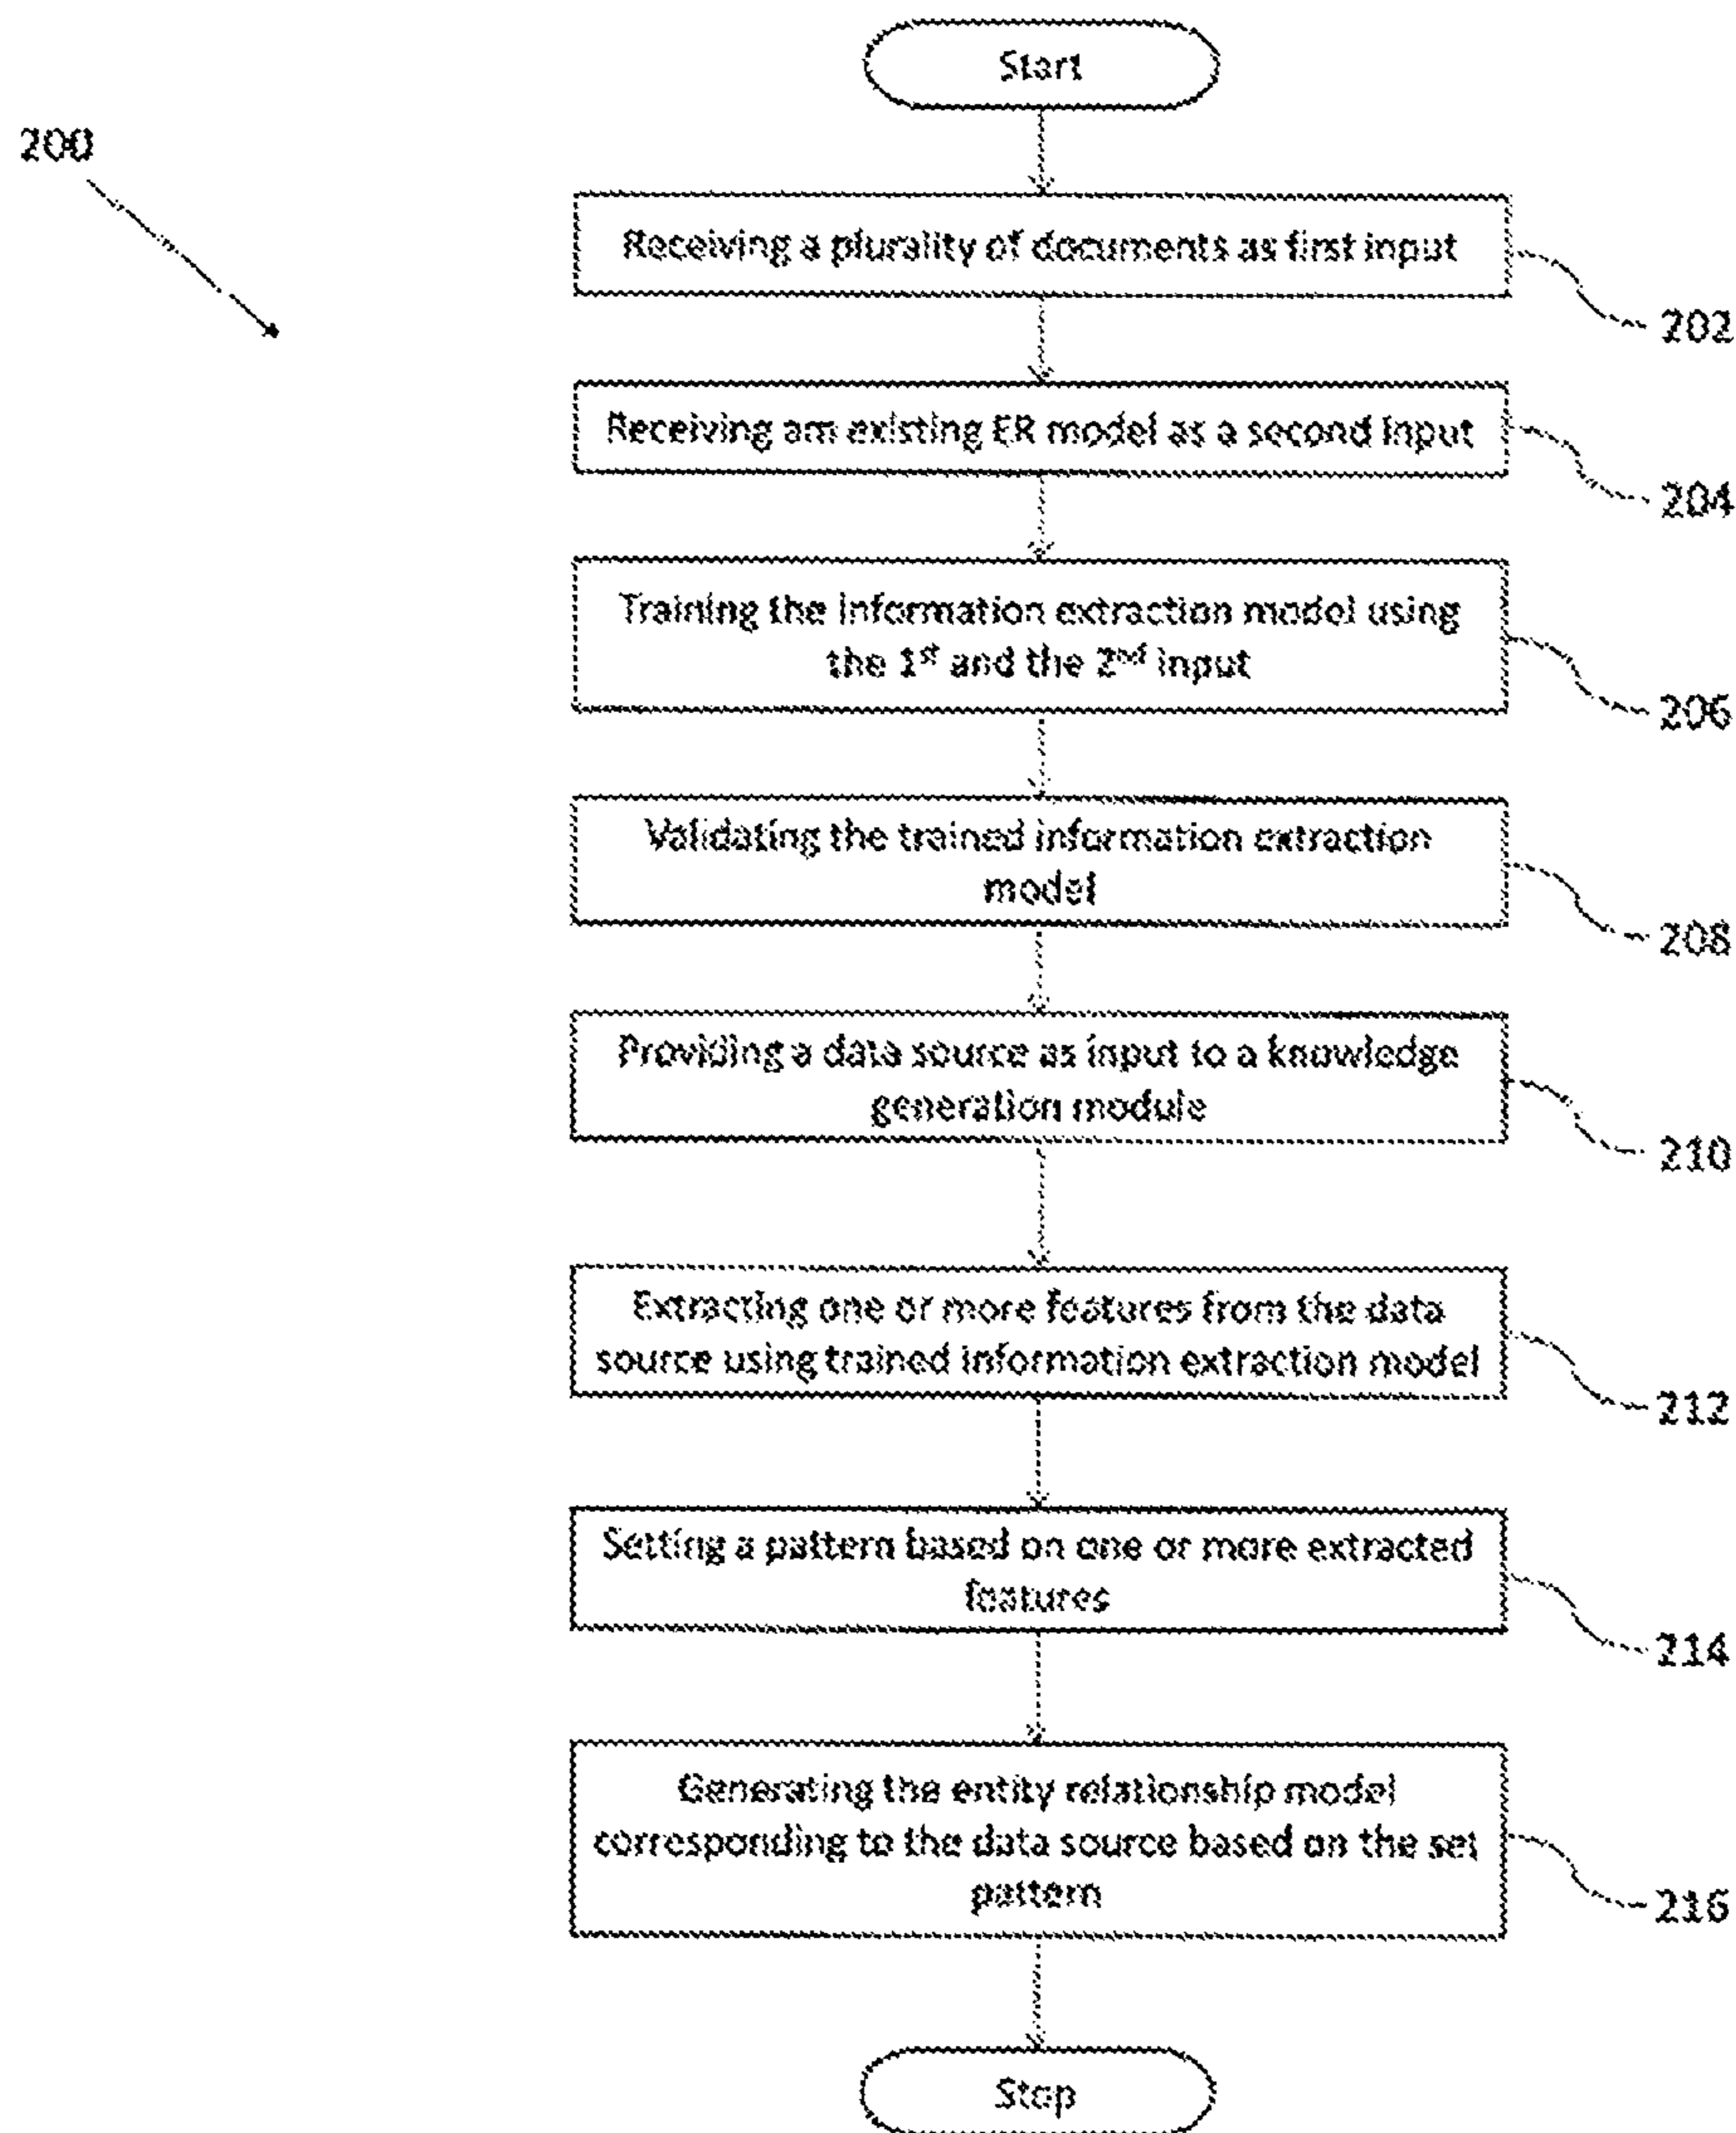 Start
200
Receiving a plurality of documents as first input
202
Receiving am existing ER model as a second input
204
Training the information extraction model using
the 1st and the 2nd input
206
Validating the trained information extraction
model
208
Providing a data source as input to a knowledge
generation module
210
Extracting one or more features from the data
source using trained information extraction model
212
Setting a pattern based on one or more extracted
features
214
Generating the entity relationship model
corresponding to the data source based on the set
pattern
216
Stop